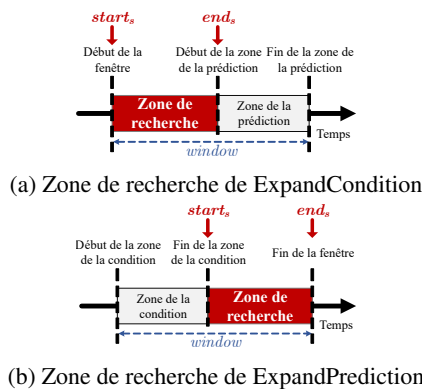 start_s end_s
Début de la Début de la zone Fin de la zone de
fenêtre de la prédiction la prédiction
Zone de Zone de la
recherche prédiction
Temps
window
(a) Zone de recherche de ExpandCondition
start_s end_s
Début de la zone Fin de la zone
de la condition de la condition Fin de la fenêtre
Zone de la Zone de
condition recherche
Temps
window
(b) Zone de recherche de ExpandPrediction